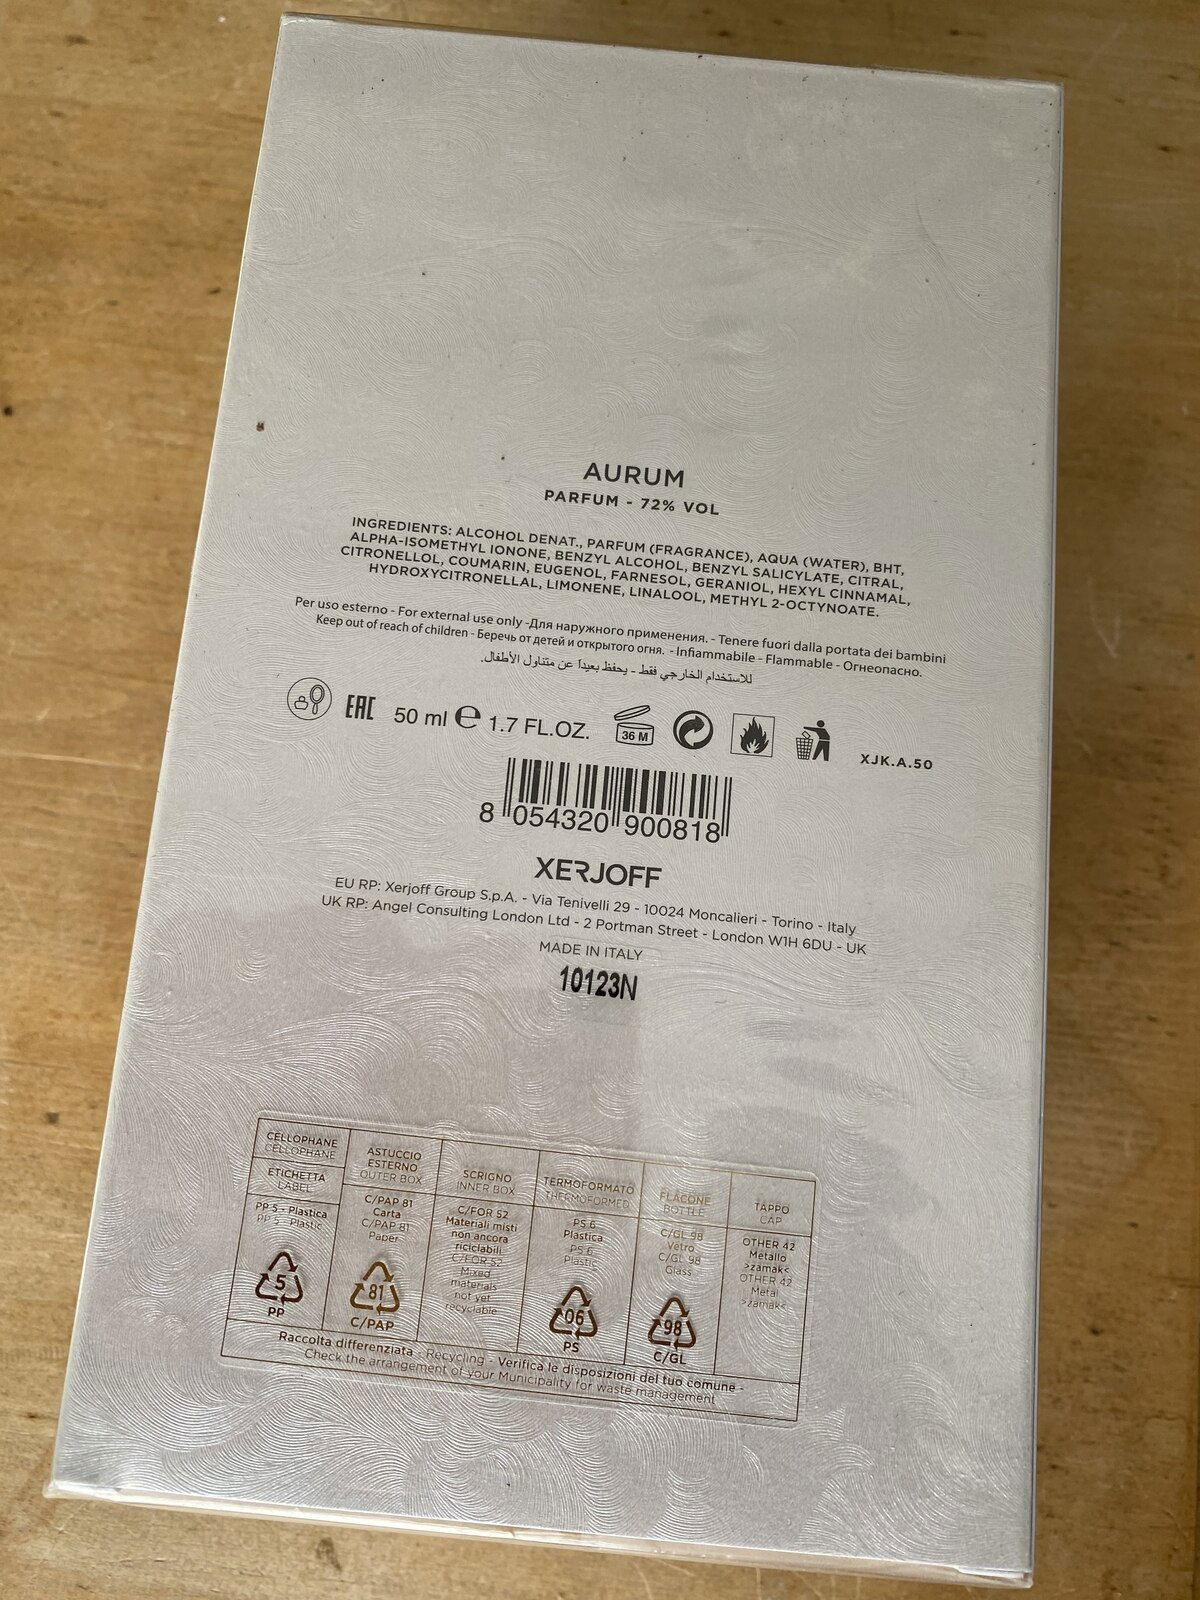 AURUM
PARFUM - 72% VOL
INGREDIENTS: ALCOHOL DENAT., PARFUM (FRAGRANCE), AQUA (WATER), BHT,
ALPHA-ISOMETHYL IONONE, BENZYL ALCOHOL, BENZYL SALICYLATE, CITRAL,
CITRONELLOL, COUMARIN, EUGENOL, FARNESOL, GERANIOL, HEXYL CINNAMAL,
HYDROXYCITRONELLAL, LIMONENE, LINALOOL, METHYL 2-OCTYNOATE.
Per uso esterno - For external use only -Для наружного применения. - Tenere fuori dalla portata dei bambini
Keep out of reach of children - Беречь от детей и открытого огня. - Infiammabile - Flammable - Огнеопасно.
للاستخدام الخارجي فقط - يحفظ بعيدا عن متناول الأطفال.
EAC 50 ml e 1.7 FL.OZ. 36 M XJK.A.50
8 054320 900818
XERJOFF
EU RP: Xerjoff Group S.p.A. - Via Tenivelli 29 - 10024 Moncalieri - Torino - Italy
UK RP: Angel Consulting London Ltd - 2 Portman Street - London W1H 6DU - UK
MADE IN ITALY
10123N
CELLOPHANE
CELLOPHANE
ETICHETTA
LABEL
PP 5 - Plastica
PP 5 - Plastic
5
PP
ASTUCCIO
ESTERNO
OUTER BOX
C/PAP 81
Carta
C/PAP 81
Paper
81
C/PAP
SCRIGNO
INNER BOX
C/FOR 52
Materiali misti
non ancora
riciclabili
C/FOR 52
Mixed
materials
not yet
recyclable
TERMOFORMATO
THERMOFORMED
PS 6
Plastica
PS 6
Plastic
06
PS
FLACONE
BOTTLE
C/GL 98
Vetro
C/GL 98
Glass
98
C/GL
TAPPO
CAP
OTHER 42
Metallo
>zamak<
OTHER 42
Metal
>zamak<
Raccolta differenziata - Recycling - Verifica le disposizioni del tuo comune -
Check the arrangement of your Municipality for waste management